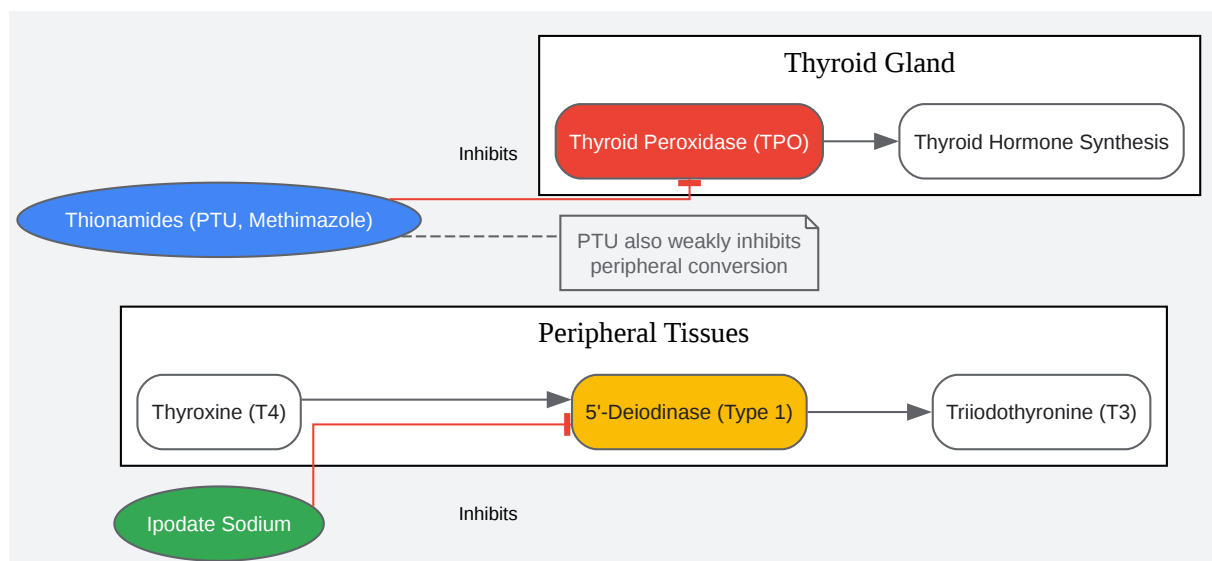 Thyroid Gland
Thyroid Peroxidase (TPO)
Thyroid Hormone Synthesis
Inhibits
Thionamides (PTU, Methimazole)
PTU also weakly inhibits
peripheral conversion
Peripheral Tissues
Thyroxine (T4)
5'-Deiodinase (Type 1)
Triiodothyronine (T3)
Inhibits
Ipodate Sodium